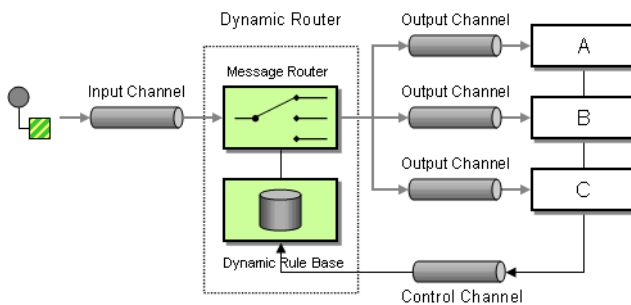 Dynamic Router
Output Channel
A
Input Channel
Message Router
Output Channel
B
Output Channel
C
Dynamic Rule Base
Control Channel